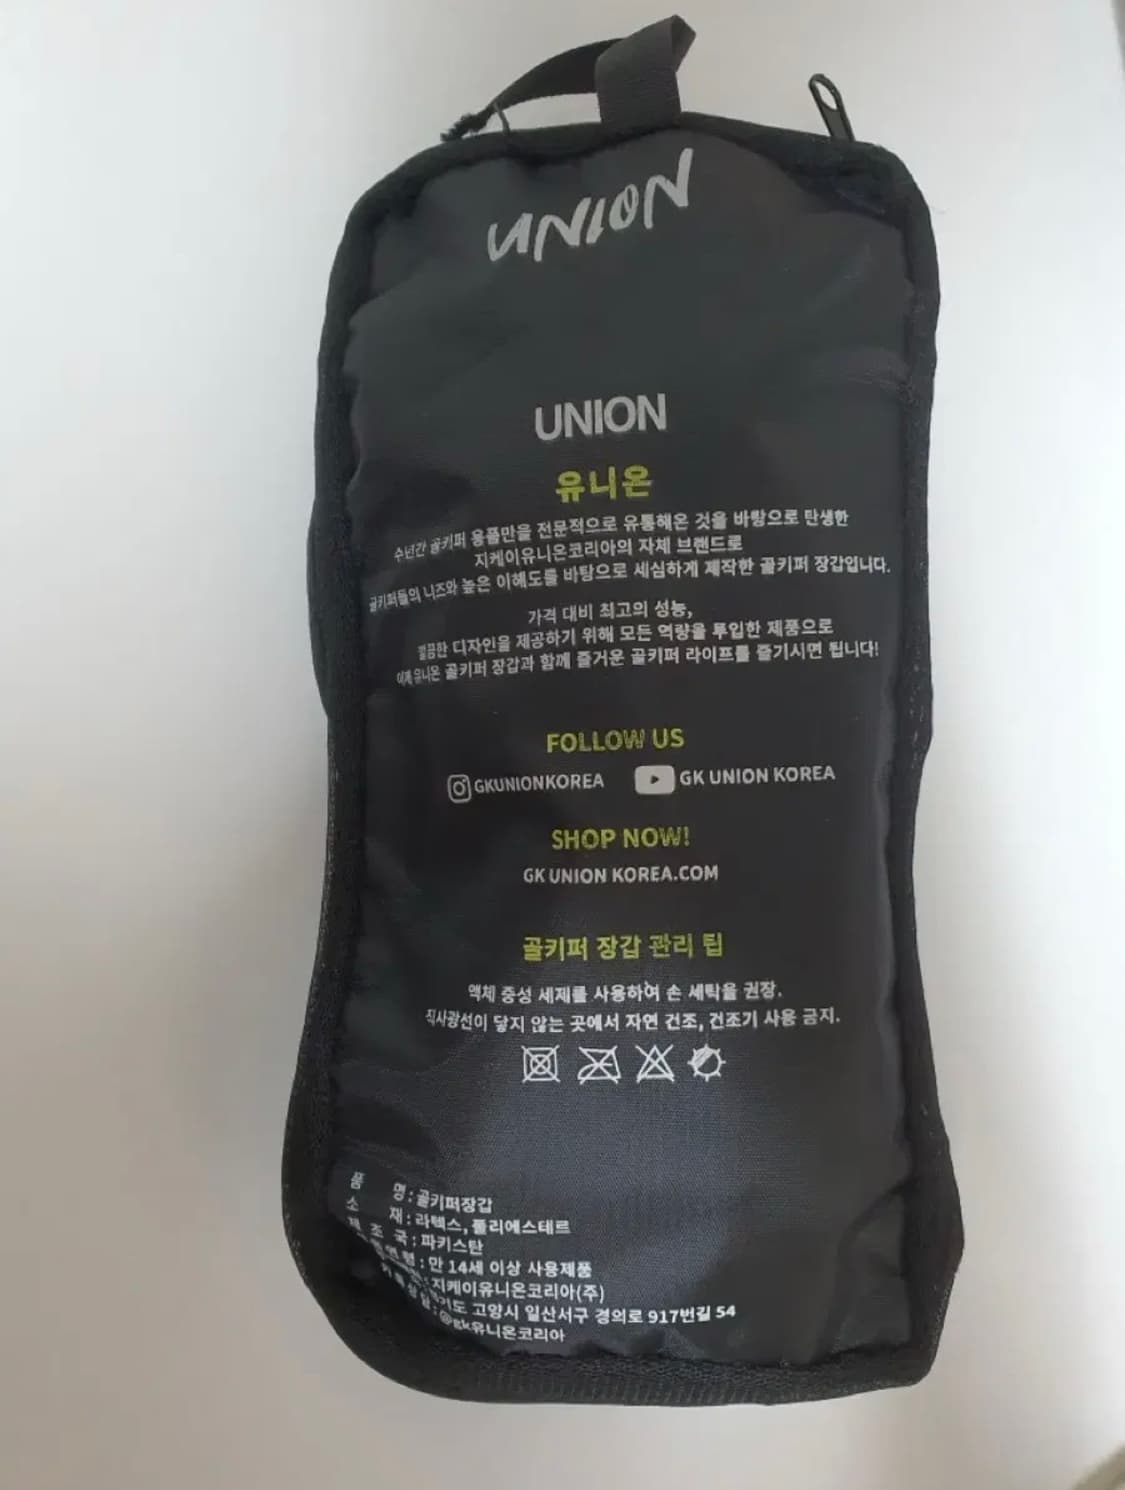 UNION
UNION
유니온
수년간 골키퍼 용품만을 전문적으로 유통해온 것을 바탕으로 탄생한
지케이유니온코리아의 자체 브랜드로
골키퍼들의 니즈와 높은 이해도를 바탕으로 세심하게 제작한 골키퍼 장갑입니다.
가격 대비 최고의 성능,
깔끔한 디자인을 제공하기 위해 모든 역량을 투입한 제품으로
이제 유니온 골키퍼 장갑과 함께 즐거운 골키퍼 라이프를 즐기시면 됩니다!
FOLLOW US
GKUNIONKOREA GK UNION KOREA
SHOP NOW!
GK UNION KOREA.COM
골키퍼 장갑 관리 팁
액체 중성 세제를 사용하여 손 세탁을 권장.
직사광선이 닿지 않는 곳에서 자연 건조, 건조기 사용 금지.
품 명 : 골키퍼장갑
소 재 : 라텍스, 폴리에스테르
제 조 국 : 파키스탄
: 만 14세 이상 사용제품
: 지케이유니온코리아(주)
고양시 일산서구 경의로 917번길 54
: @gk유니온코리아